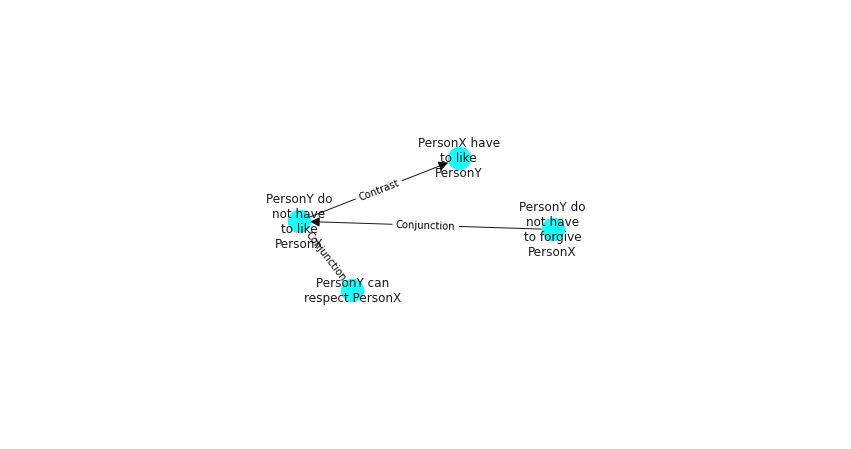 PersonX have
to like
PersonY
Contrast
PersonY do
not have
to like
PersonX
Conjunction
PersonY do
not have
to forgive
PersonX
Conjunction
PersonY can
respect PersonX